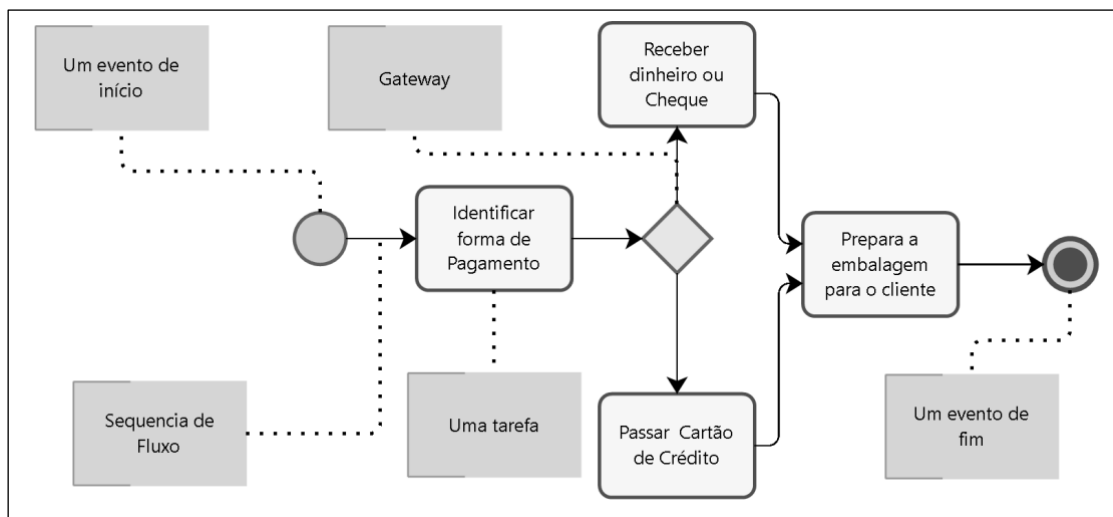 Um evento de
início
Gateway
Receber
dinheiro ou
Cheque
Identificar
forma de
Pagamento
Prepara a
embalagem
para o cliente
Sequencia de
Fluxo
Uma tarefa
Passar Cartão
de Crédito
Um evento de
fim